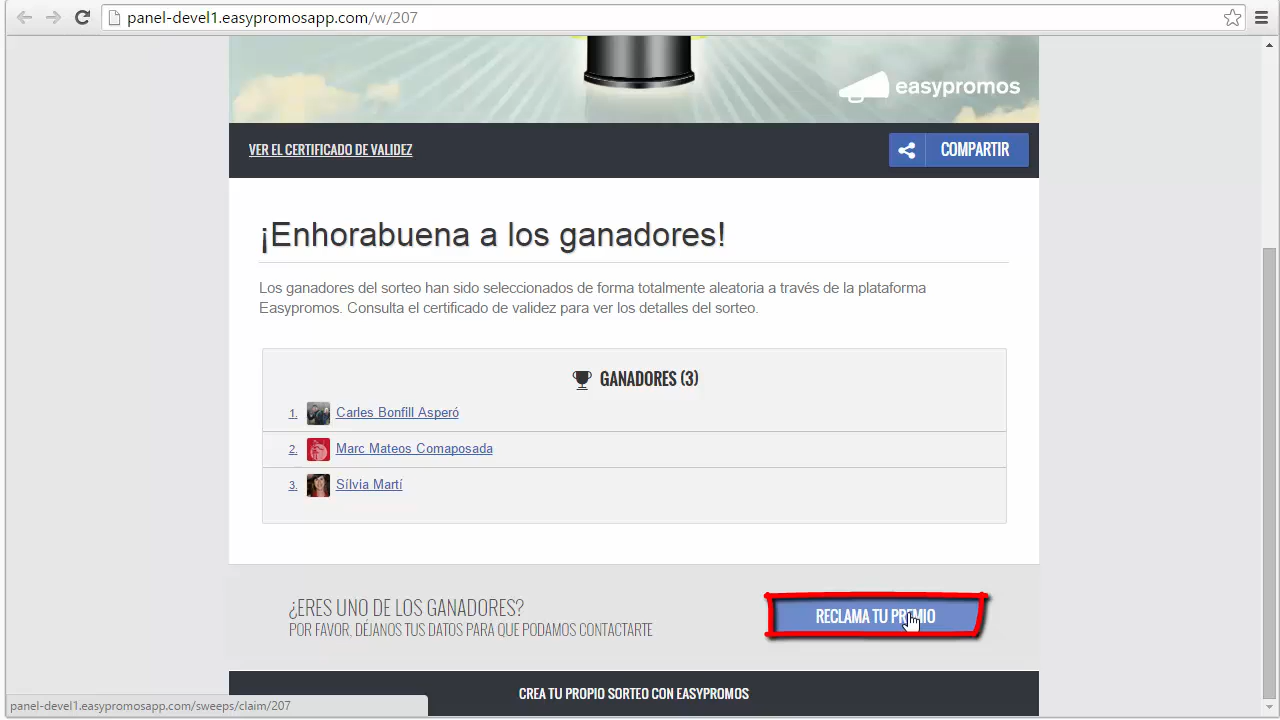 panel-devel1.easypromosapp.com/w/207
easypromos
VER EL CERTIFICADO DE VALIDEZ
COMPARTIR
¡Enhorabuena a los ganadores!
Los ganadores del sorteo han sido seleccionados de forma totalmente aleatoria a través de la plataforma
Easypromos. Consulta el certificado de validez para ver los detalles del sorteo.
GANADORES (3)
1. Carles Bonfill Asperó
2. Marc Mateos Comaposada
3. Sílvia Martí
¿ERES UNO DE LOS GANADORES?
POR FAVOR, DÉJANOS TUS DATOS PARA QUE PODAMOS CONTACTARTE
RECLAMA TU PREMIO
CREA TU PROPIO SORTEO CON EASYPROMOS
panel-devel1.easypromosapp.com/sweeps/claim/207